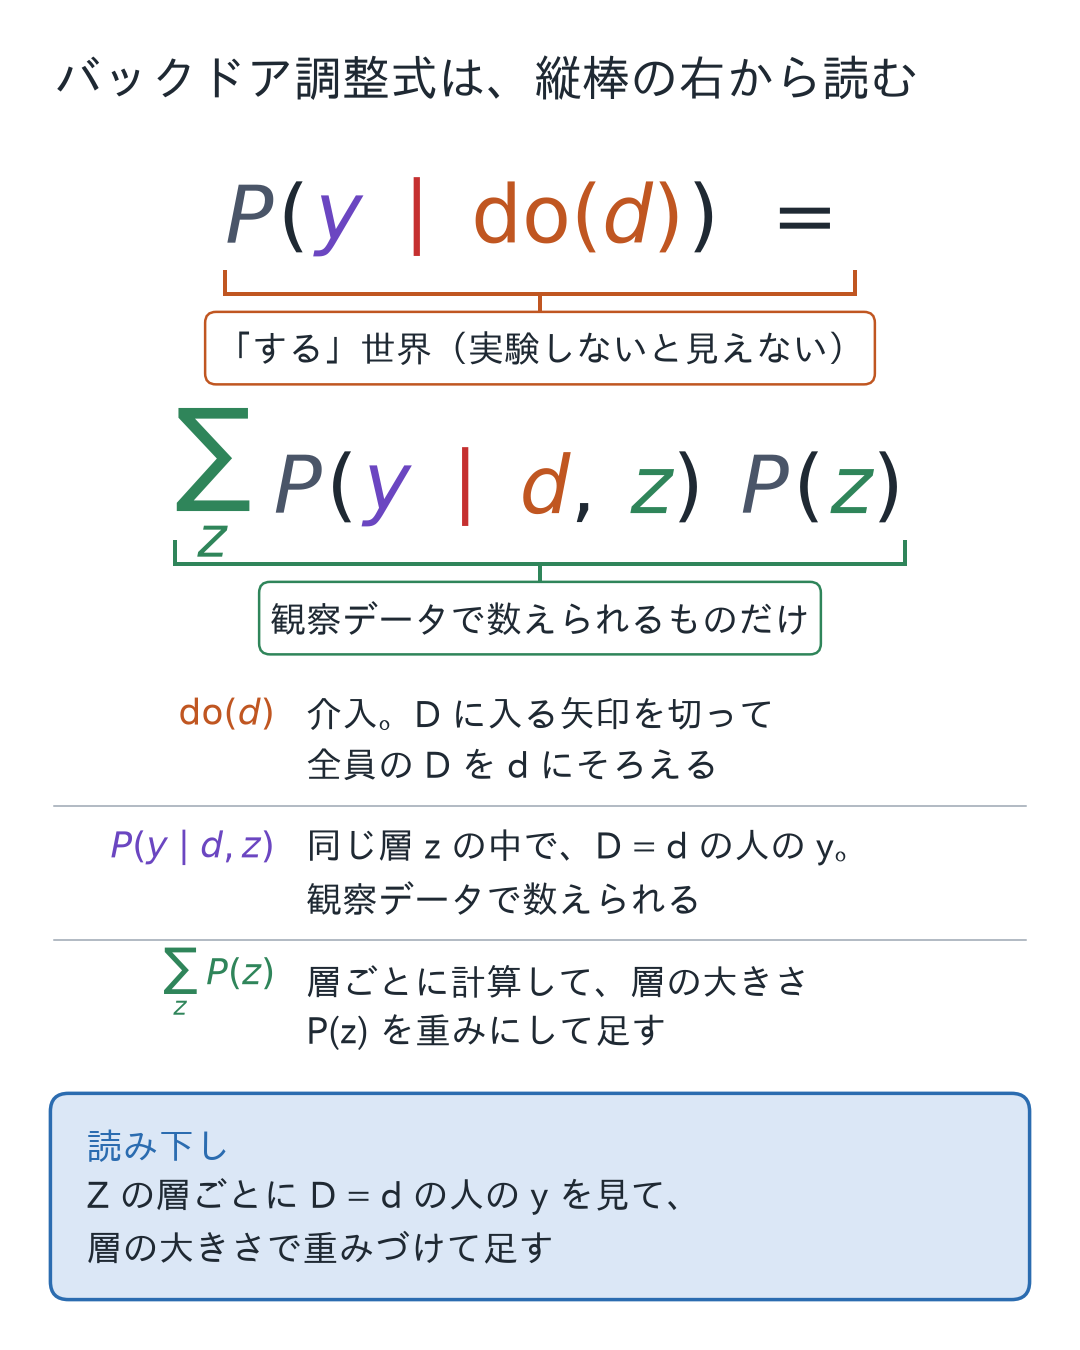 バックドア調整式は、縦棒の右から読む
P(y | do(d)) =
「する」世界（実験しないと見えない）
∑z P(y | d, z) P(z)
観察データで数えられるものだけ
do(d) 介入。D に入る矢印を切って
全員の D を d にそろえる
P(y | d, z) 同じ層 z の中で、D = d の人の y。
観察データで数えられる
∑z P(z) 層ごとに計算して、層の大きさ
P(z) を重みにして足す
読み下し
Z の層ごとに D = d の人の y を見て、
層の大きさで重みづけて足す